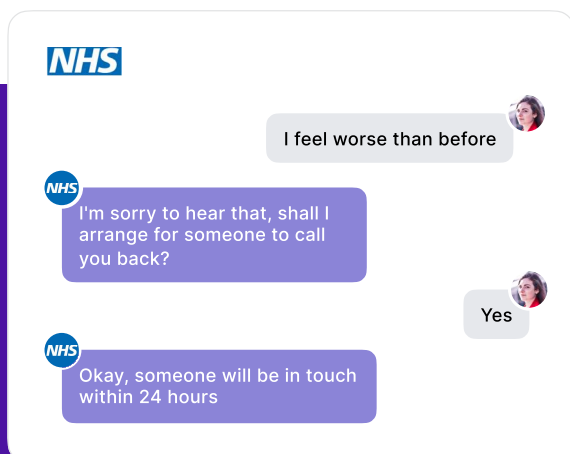 NHS
I feel worse than before
NHS
I'm sorry to hear that, shall I
arrange for someone to call
you back?
Yes
NHS
Okay, someone will be in touch
within 24 hours